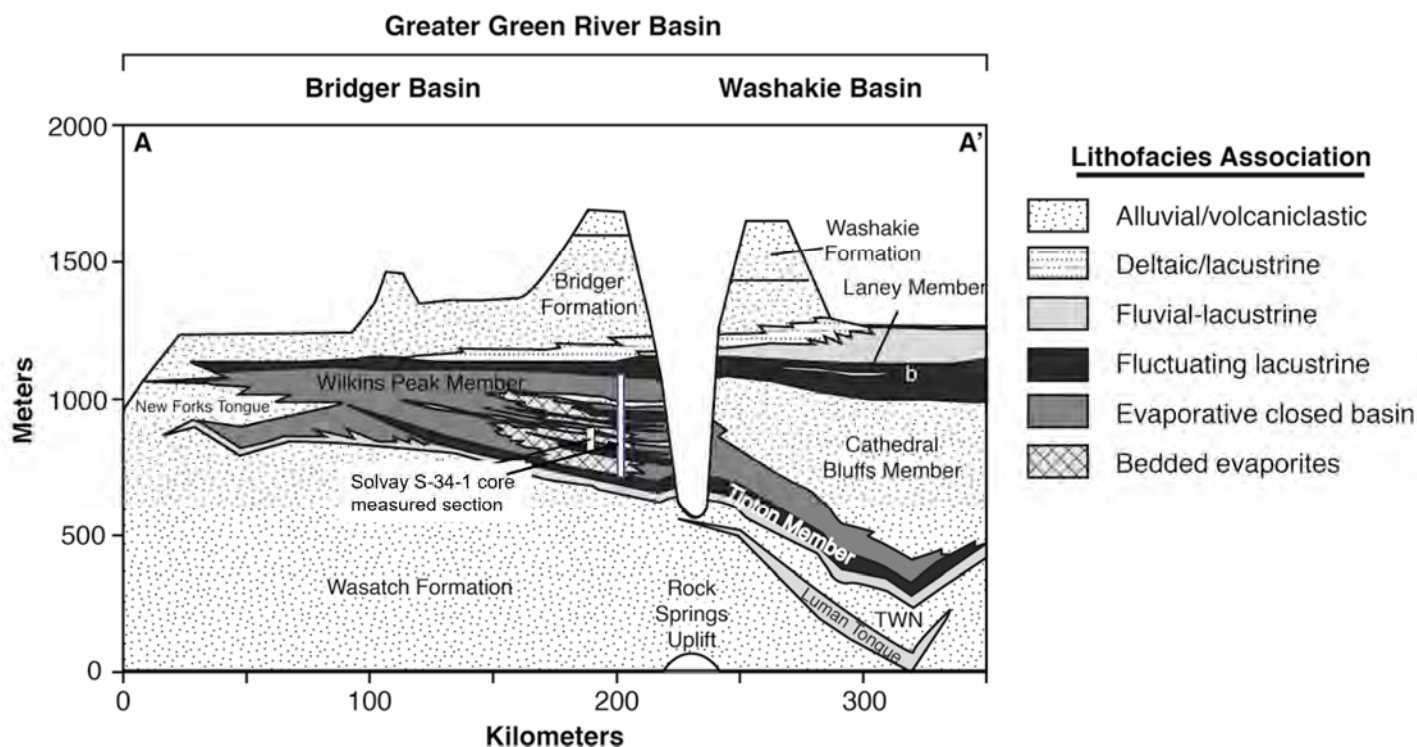 Greater Green River Basin
Bridger Basin
Washakie Basin
A
A'
2000
1500
1000
500
0
Meters
0
100
200
300
Kilometers
Washakie
Formation
Laney Member
Bridger
Formation
Wilkins Peak Member
b
New Forks Tongue
Cathedral
Bluffs Member
Solvay S-34-1 core
measured section
Tipton Member
Wasatch Formation
Rock
Springs
Uplift
Luman Tongue
TWN
Lithofacies Association
Alluvial/volcaniclastic
Deltaic/lacustrine
Fluvial-lacustrine
Fluctuating lacustrine
Evaporative closed basin
Bedded evaporites